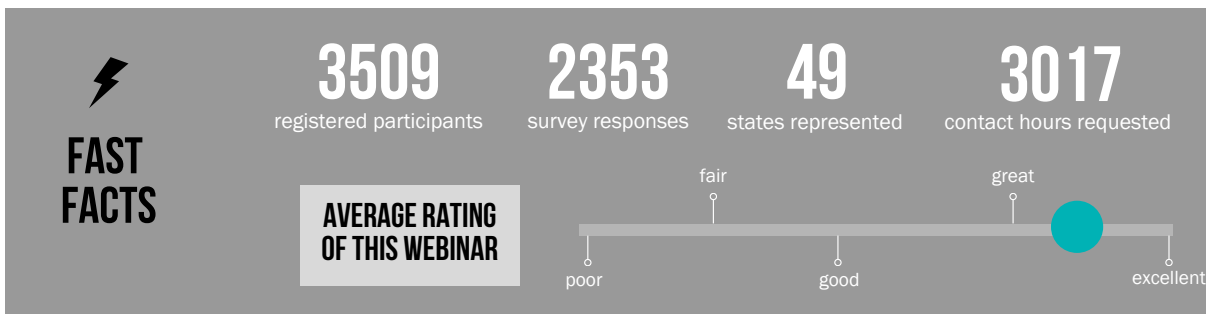 FAST
FACTS
3509
registered participants
2353
survey responses
49
states represented
3017
contact hours requested
AVERAGE RATING
OF THIS WEBINAR
poor
fair
good
great
excellent